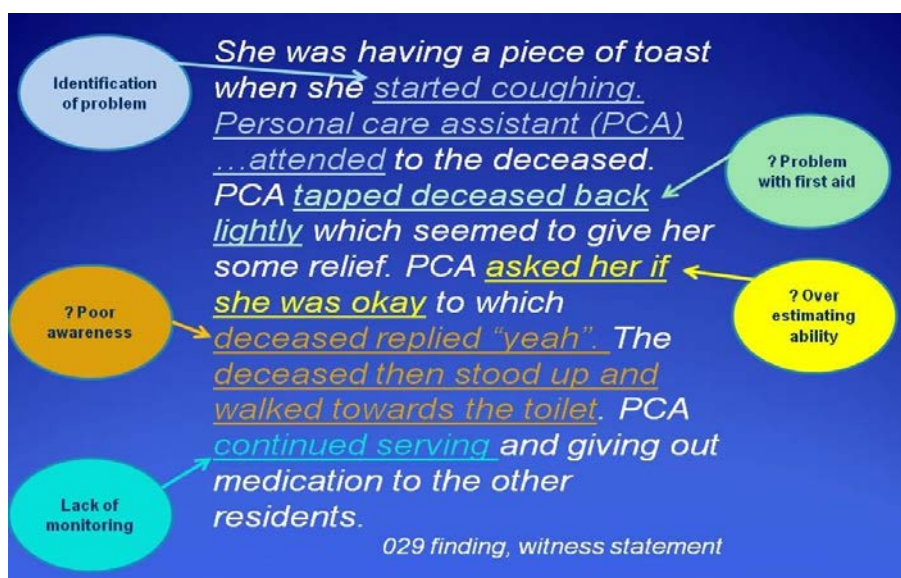 She was having a piece of toast
when she started coughing.
Personal care assistant (PCA)
...attended to the deceased.
PCA tapped deceased back
lightly which seemed to give her
some relief. PCA asked her if
she was okay to which
deceased replied “yeah”. The
deceased then stood up and
walked towards the toilet. PCA
continued serving and giving out
medication to the other
residents.
029 finding, witness statement
Identification
of problem
? Problem
with first aid
? Over
estimating
ability
? Poor
awareness
Lack of
monitoring